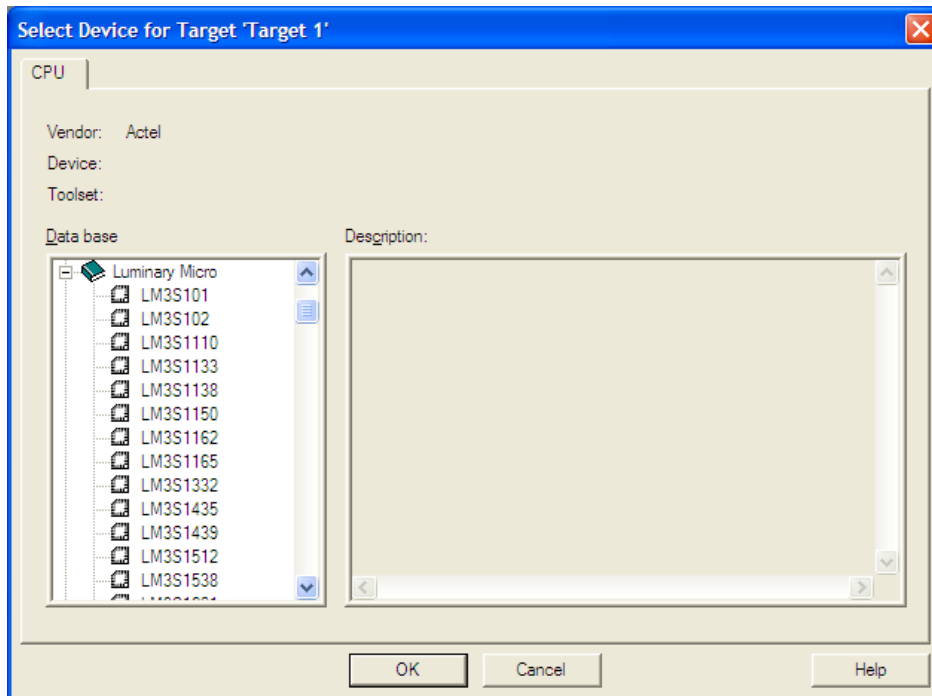 Select Device for Target 'Target 1'
CPU
Vendor: Actel
Device:
Toolset:
Data base
Description:
Luminary Micro
LM3S101
LM3S102
LM3S1110
LM3S1133
LM3S1138
LM3S1150
LM3S1162
LM3S1165
LM3S1332
LM3S1435
LM3S1439
LM3S1512
LM3S1538
OK Cancel Help